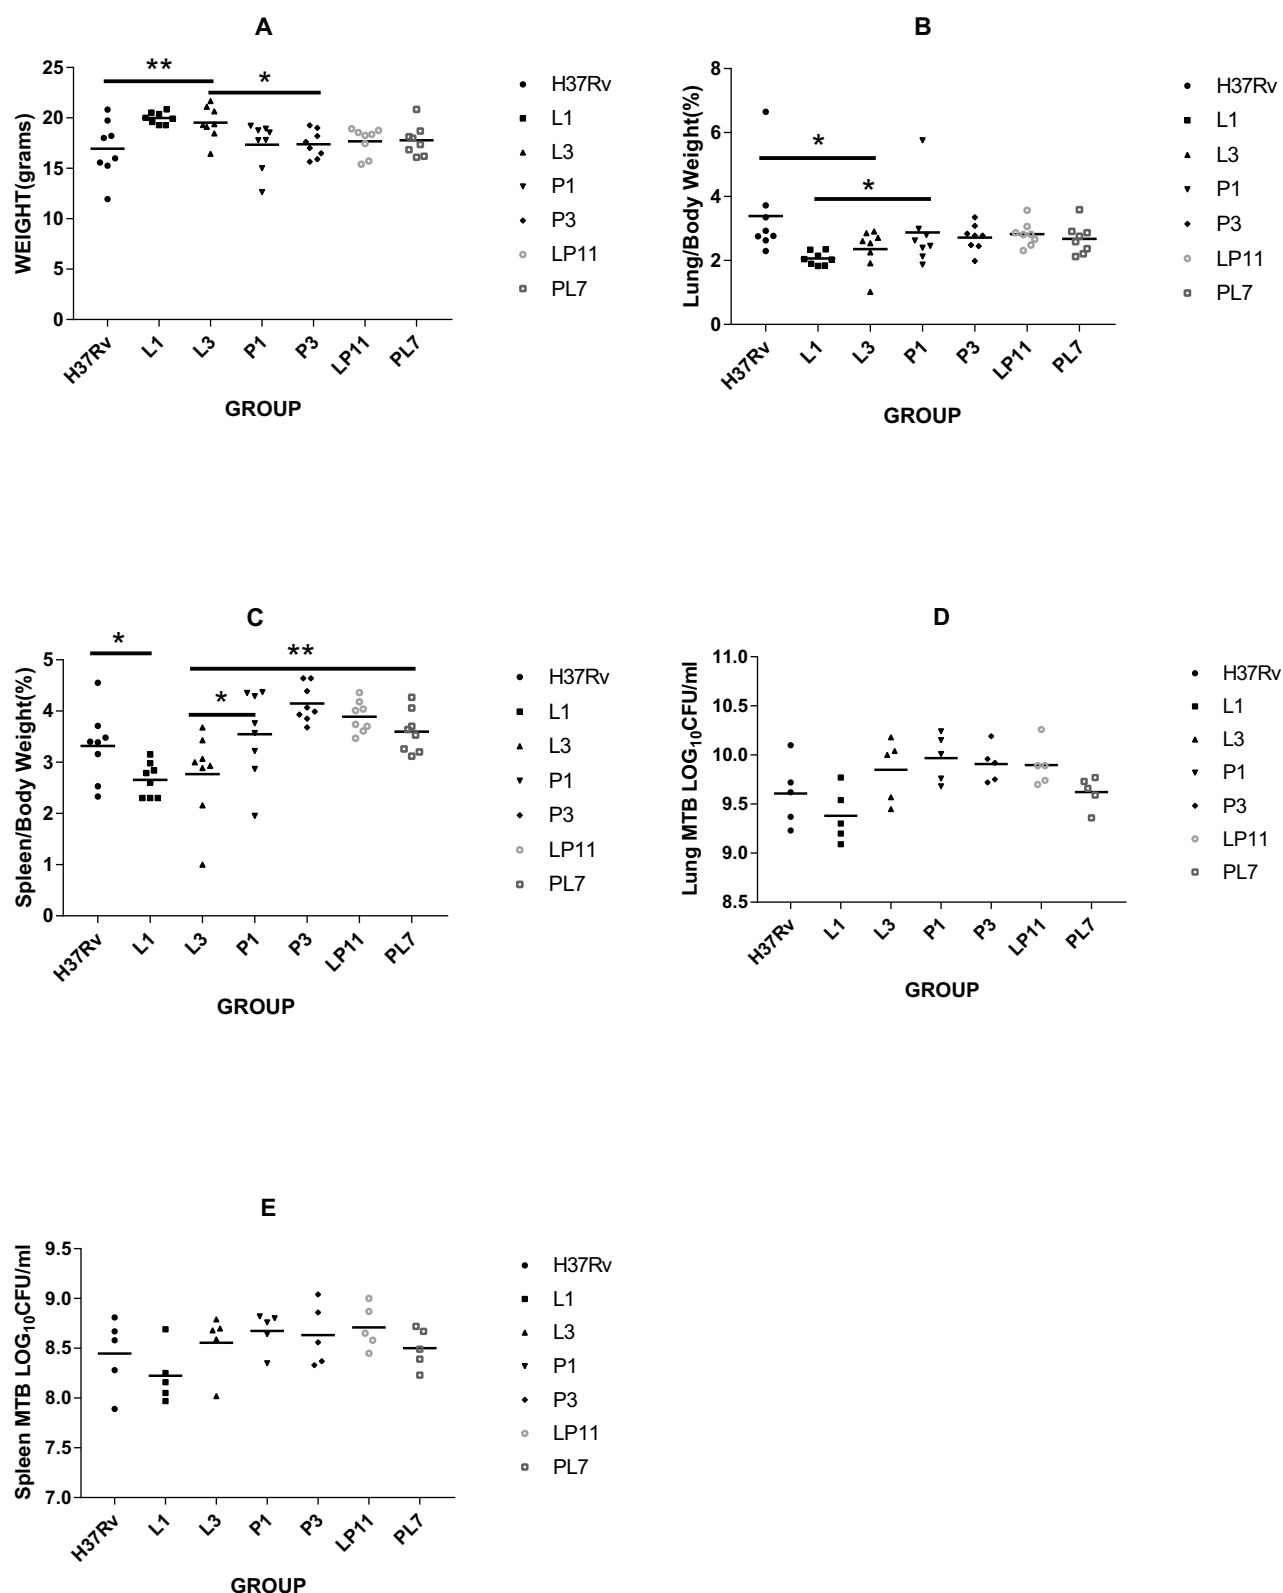 A
WEIGHT(grams)
**
*
25
20
15
10
5
0
H37Rv
L1
L3
P1
P3
LP11
PL7
GROUP
H37Rv
L1
L3
P1
P3
LP11
PL7
B
Lung/Body Weight(%)
*
*
8
6
4
2
0
H37Rv
L1
L3
P1
P3
LP11
PL7
GROUP
H37Rv
L1
L3
P1
P3
LP11
PL7
C
Spleen/Body Weight(%)
*
**
*
5
4
3
2
1
0
H37Rv
L1
L3
P1
P3
LP11
PL7
GROUP
H37Rv
L1
L3
P1
P3
LP11
PL7
D
Lung MTB LOG₁₀CFU/ml
11.0
10.5
10.0
9.5
9.0
8.5
H37Rv
L1
L3
P1
P3
LP11
PL7
GROUP
H37Rv
L1
L3
P1
P3
LP11
PL7
E
Spleen MTB LOG₁₀CFU/ml
9.5
9.0
8.5
8.0
7.5
7.0
H37Rv
L1
L3
P1
P3
LP11
PL7
GROUP
H37Rv
L1
L3
P1
P3
LP11
PL7